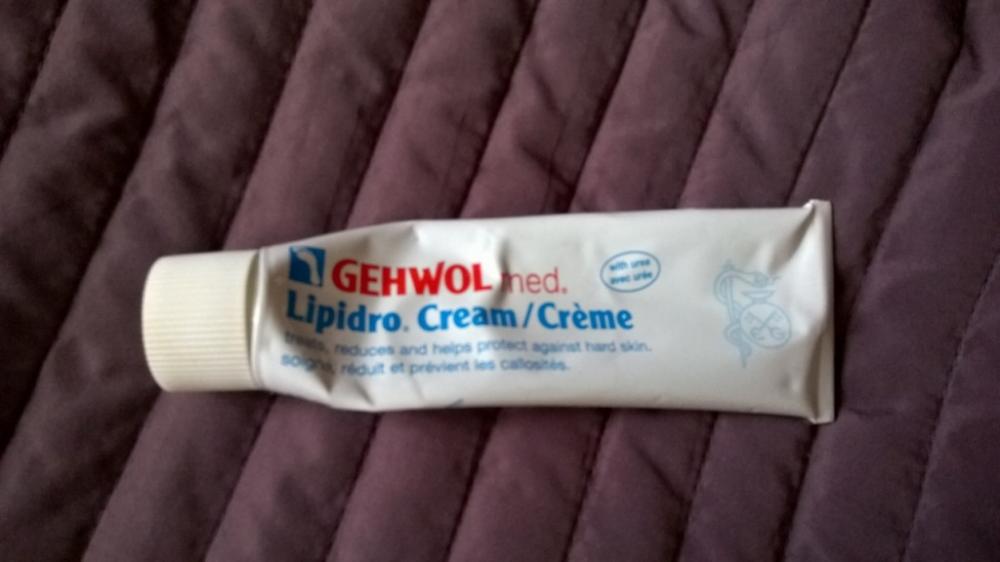 GEHWOL med.
with urea
avec urée
Lipidro. Cream/Crème
treats, reduces and helps protect against hard skin.
soigne, réduit et prévient les callosités.